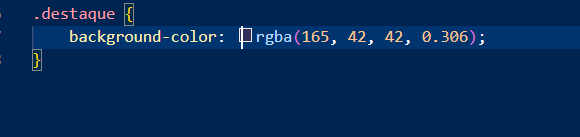 .destaque {
background-color: rgba(165, 42, 42, 0.306);
}